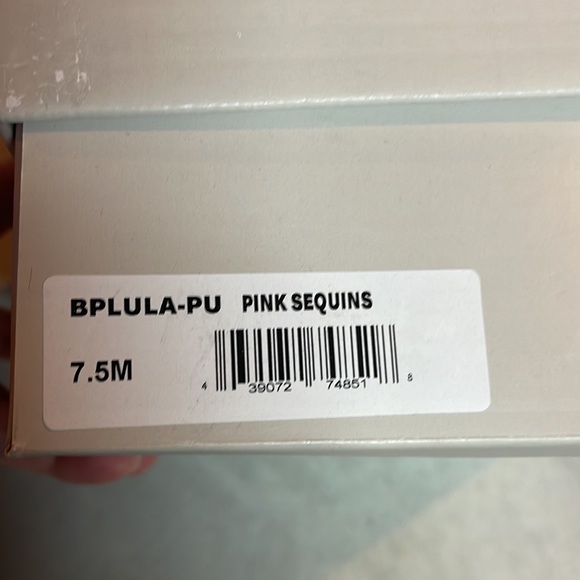 BPLULA-PU PINK SEQUINS
7.5M
4 39072 74851 8